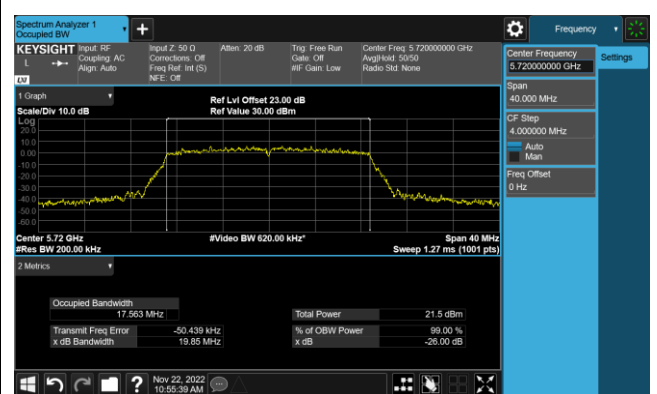 Spectrum Analyzer 1
Occupied BW
Frequency
KEYSIGHT
L
LXI
Input: RF
Coupling: AC
Align: Auto
Input Z: 50 Ω
Corrections: Off
Freq Ref: Int (S)
NFE: Off
Atten: 20 dB
Trig: Free Run
Gate: Off
#IF Gain: Low
Center Freq: 5.720000000 GHz
Avg|Hold: 50/50
Radio Std: None
Center Frequency
5.720000000 GHz
Settings
Span
40.000 MHz
CF Step
4.000000 MHz
Auto
Man
Freq Offset
0 Hz
1 Graph
Scale/Div 10.0 dB
Ref Lvl Offset 23.00 dB
Ref Value 30.00 dBm
Log
20.0
10.0
0.00
-10.0
-20.0
-30.0
-40.0
-50.0
-60.0
Center 5.72 GHz
#Video BW 620.00 kHz*
Span 40 MHz
#Res BW 200.00 kHz
Sweep 1.27 ms (1001 pts)
2 Metrics
Occupied Bandwidth
17.563 MHz
Total Power 21.5 dBm
Transmit Freq Error -50.439 kHz
% of OBW Power 99.00 %
x dB Bandwidth 19.85 MHz
x dB -26.00 dB
?
Nov 22, 2022
10:55:39 AM